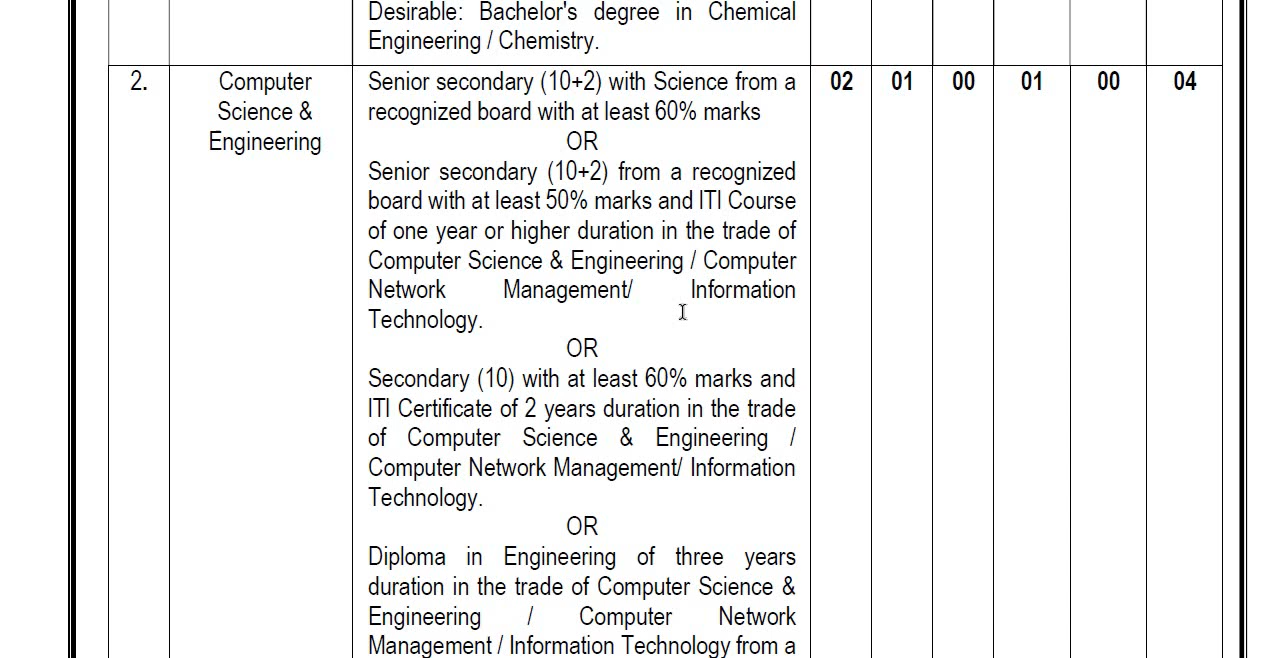 Desirable: Bachelor's degree in Chemical
Engineering / Chemistry.
2.
Computer
Science &
Engineering
Senior secondary (10+2) with Science from a
recognized board with at least 60% marks
OR
Senior secondary (10+2) from a recognized
board with at least 50% marks and ITI Course
of one year or higher duration in the trade of
Computer Science & Engineering / Computer
Network Management/ Information
Technology.
OR
Secondary (10) with at least 60% marks and
ITI Certificate of 2 years duration in the trade
of Computer Science & Engineering /
Computer Network Management/ Information
Technology.
OR
Diploma in Engineering of three years
duration in the trade of Computer Science &
Engineering / Computer Network
Management / Information Technology from a
02 01 00 01 00 04